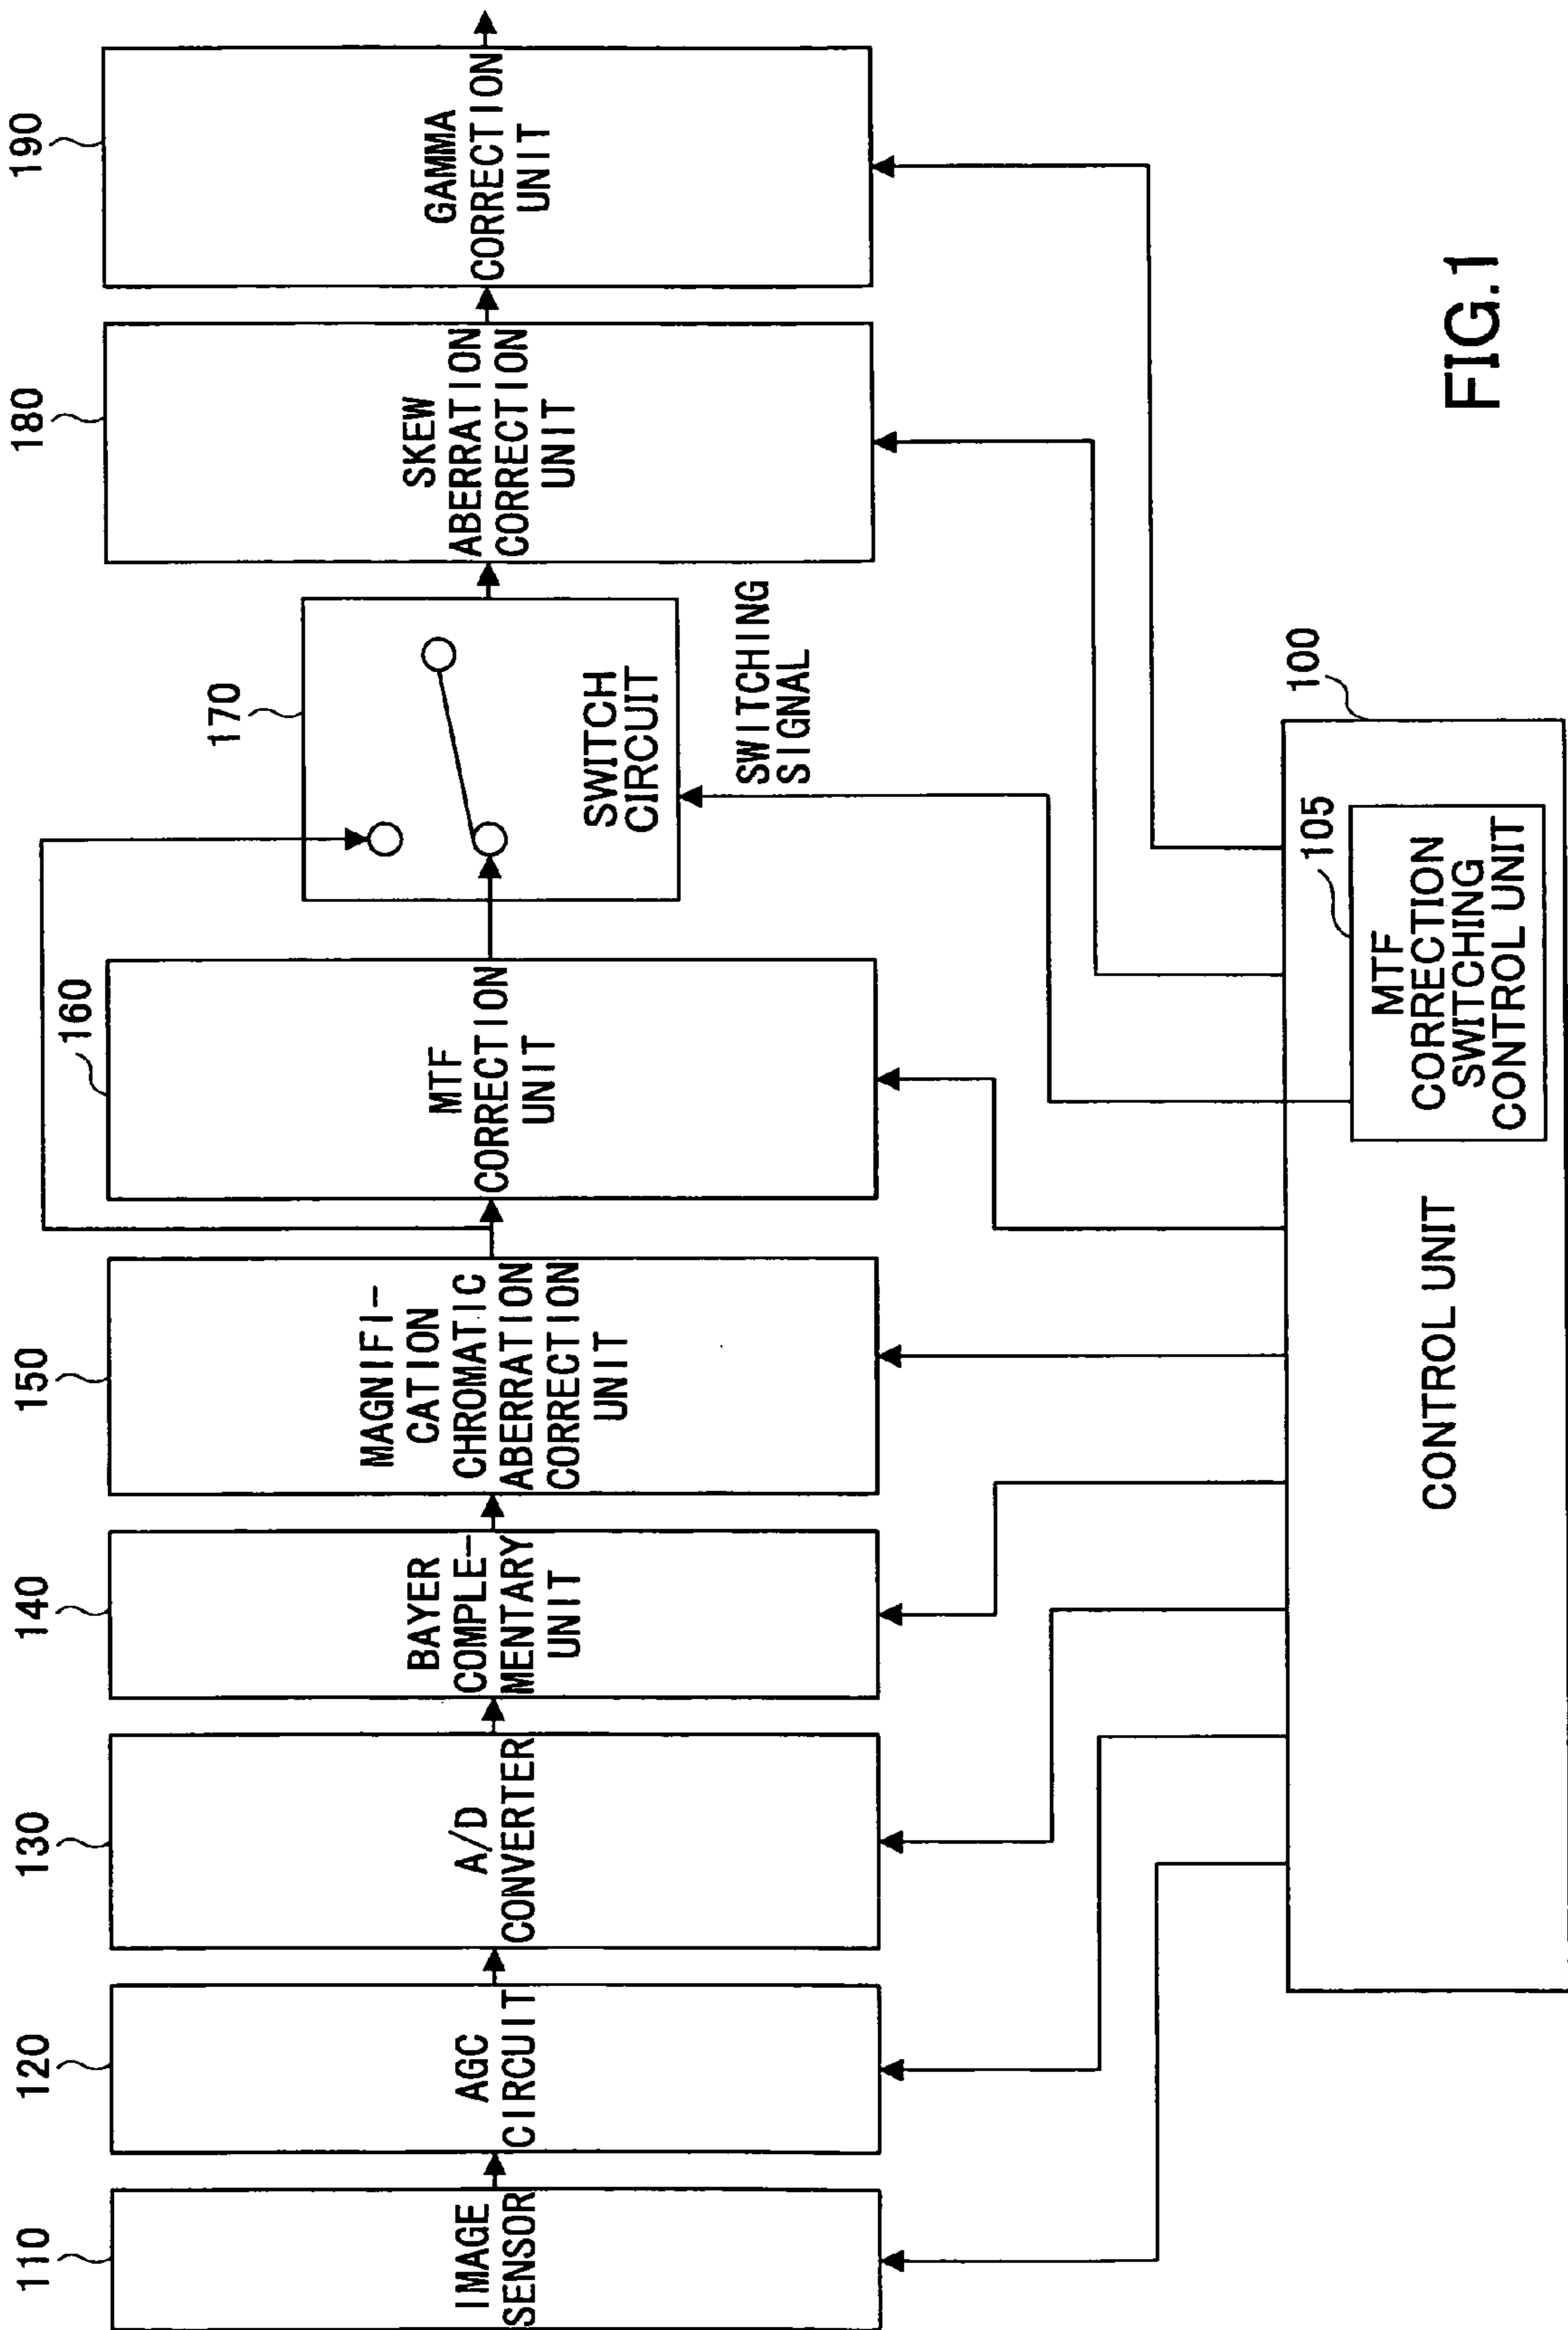 110
IMAGE
SENSOR
120
AGC
CIRCUIT
130
A/D
CONVERTER
140
BAYER
COMPLE-
MENTARY
UNIT
150
MAGNIFI-
CATION
CHROMATIC
ABERRATION
CORRECTION
UNIT
160
MTF
CORRECTION
UNIT
170
SWITCH
CIRCUIT
SWITCHING
SIGNAL
180
SKEW
ABERRATION
CORRECTION
UNIT
190
GAMMA
CORRECTION
UNIT
CONTROL UNIT
105
MTF
CORRECTION
SWITCHING
CONTROL UNIT
100
FIG.1